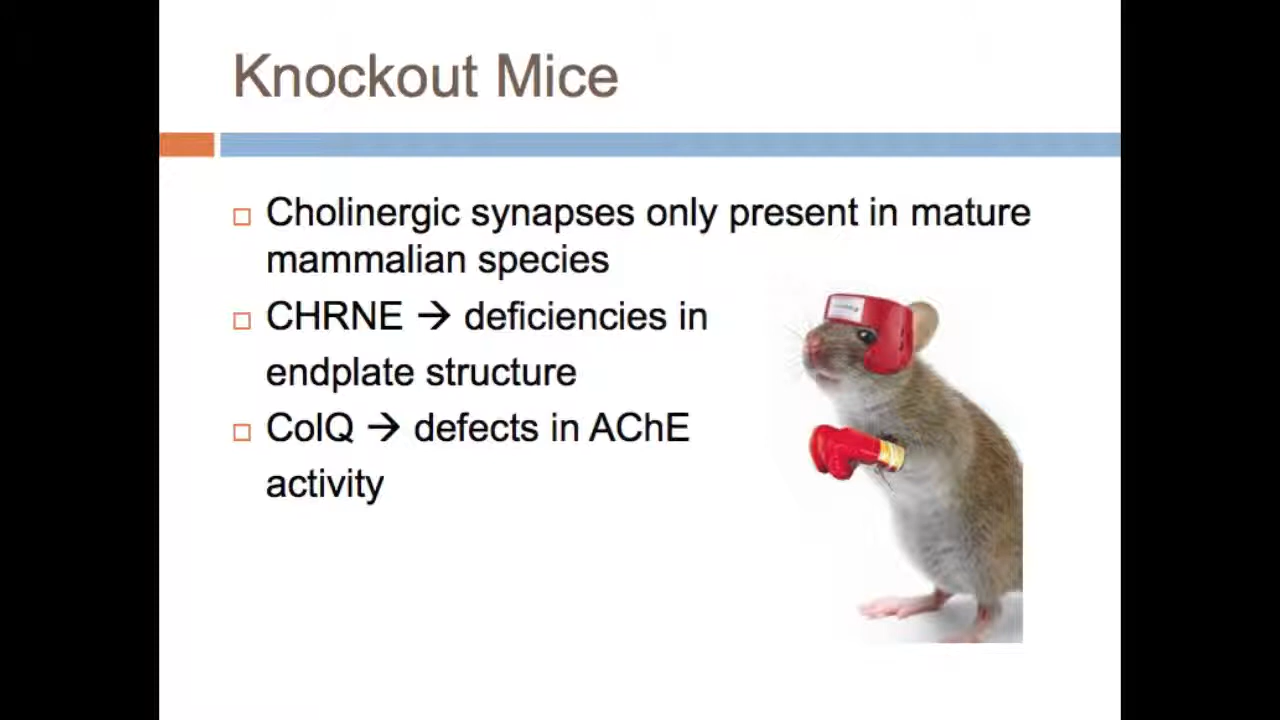 Knockout Mice
Cholinergic synapses only present in mature
mammalian species
CHRNE → deficiencies in
endplate structure
ColQ → defects in AChE
activity